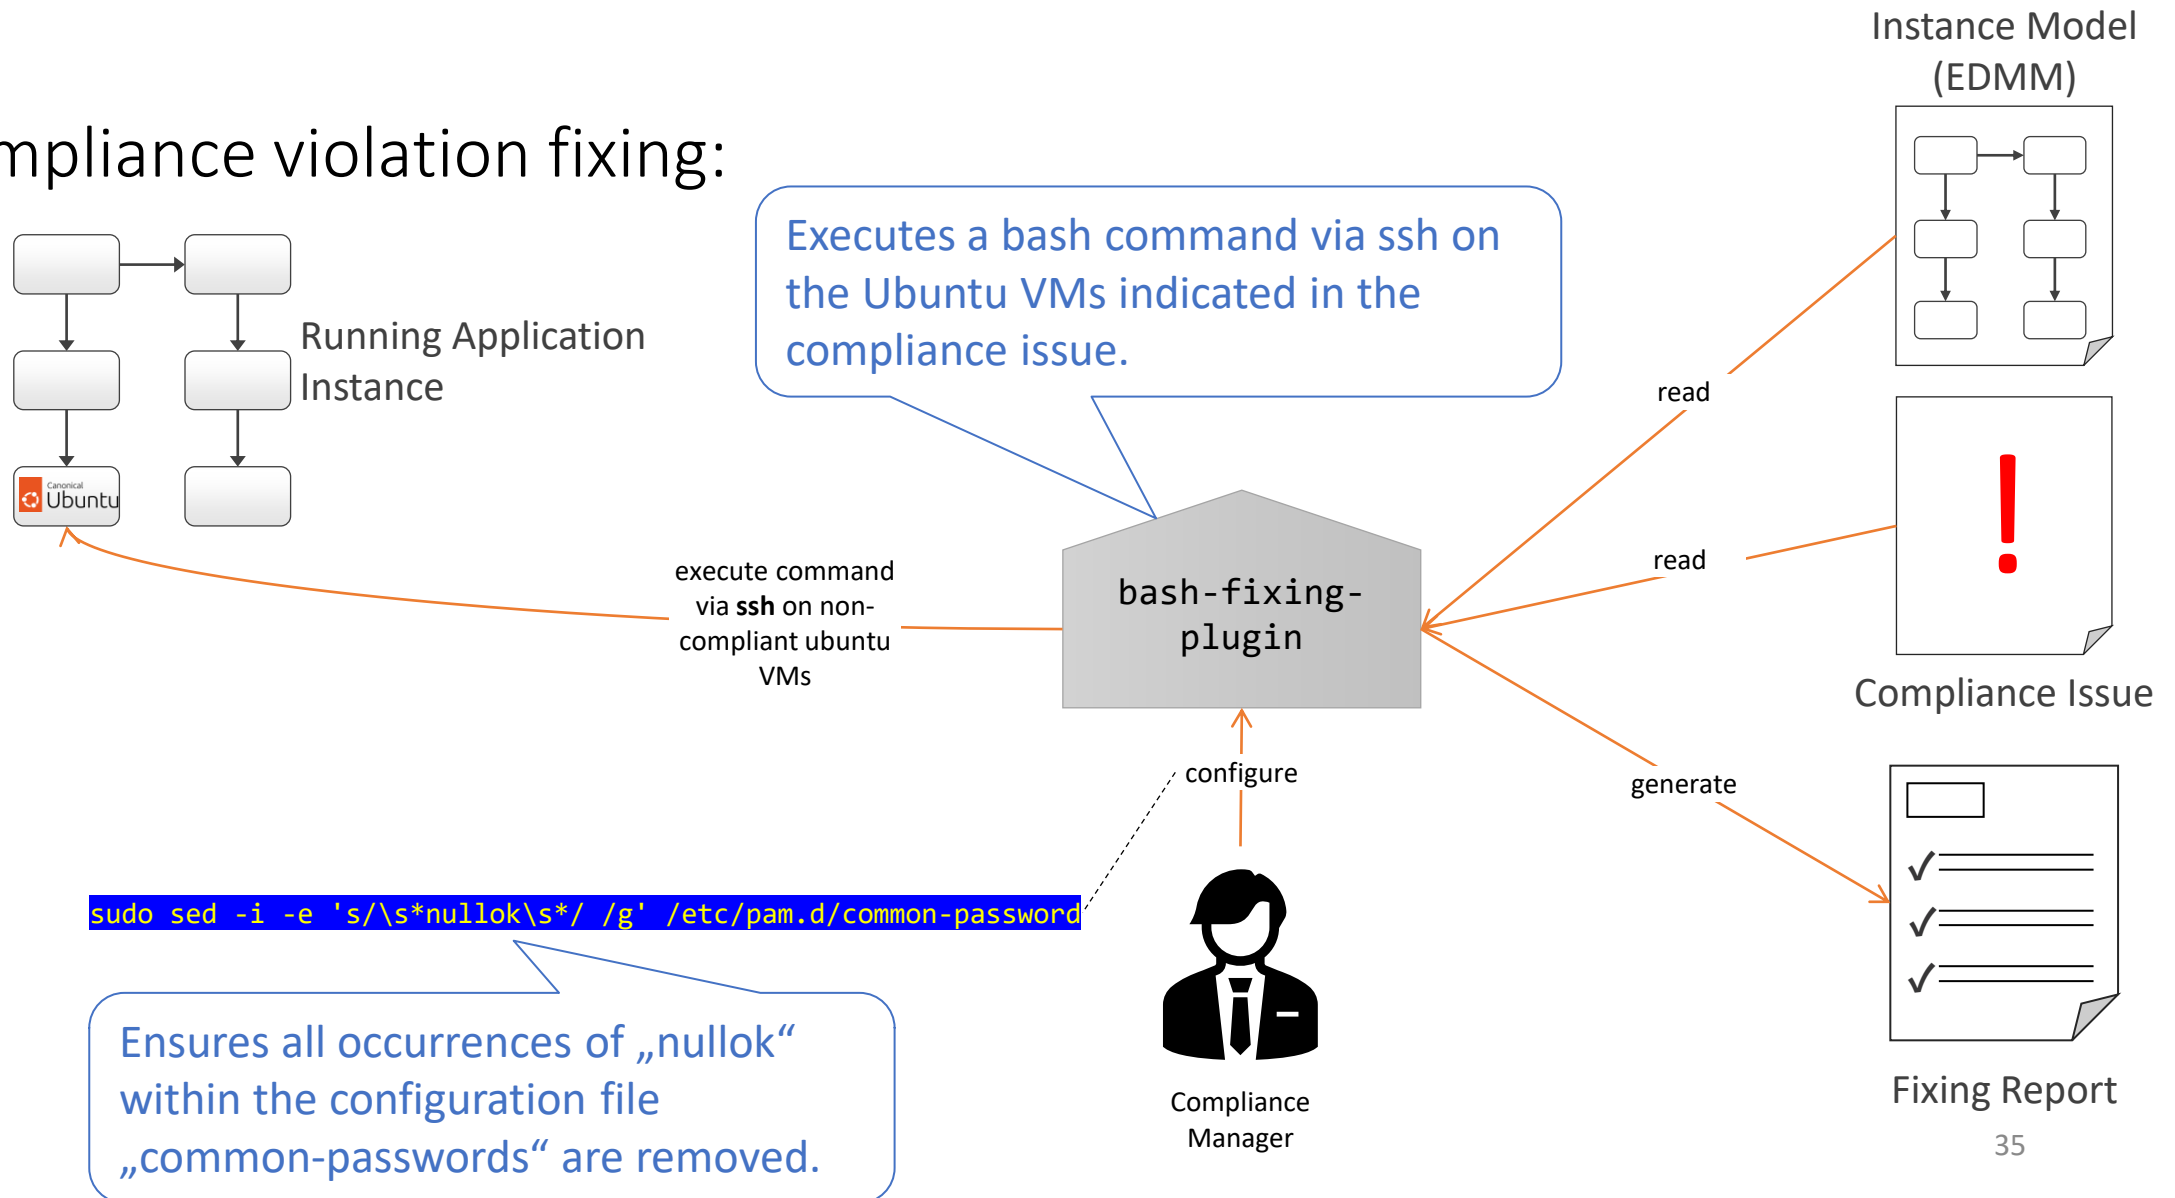 mpliance violation fixing:
Instance Model
(EDMM)
Executes a bash command via ssh on
the Ubuntu VMs indicated in the
compliance issue.
Running Application
Instance
Canonical
Ubuntu
read
read
execute command
via ssh on non-
compliant ubuntu
VMs
bash-fixing-
plugin
!
Compliance Issue
configure
generate
sudo sed -i -e 's/\s*nullok\s*/ /g' /etc/pam.d/common-password
Ensures all occurrences of „nullok“
within the configuration file
„common-passwords“ are removed.
Compliance
Manager
Fixing Report
35